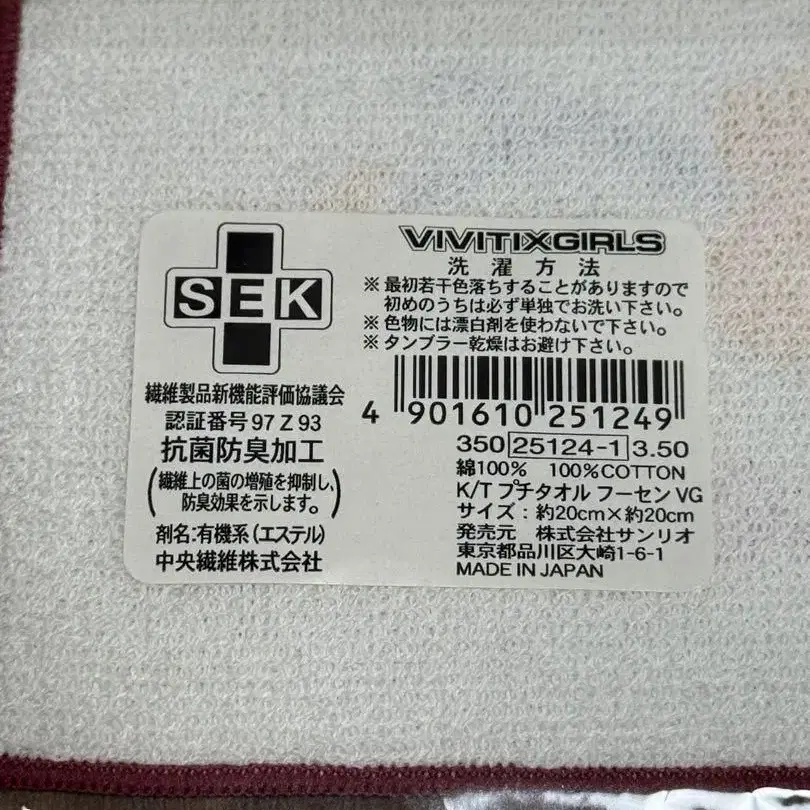 SEK
繊維製品新機能評価協議会
認証番号97Z93
抗菌防臭加工
(繊維上の菌の増殖を抑制し、
防臭効果を示します。)
剤名:有機系(エステル)
中央繊維株式会社
VIVITIXGIRLS
洗濯方法
※最初若干色落ちすることがありますので
初めのうちは必ず単独でお洗い下さい。
※色物には漂白剤を使わないで下さい。
※タンブラー乾燥はお避け下さい。
4 901610 251249
350 25124-1 3.50
綿100% 100%COTTON
K/T プチタオル フーセン VG
サイズ:約20cm×約20cm
発売元 株式会社サンリオ
東京都品川区大崎1-6-1
MADE IN JAPAN